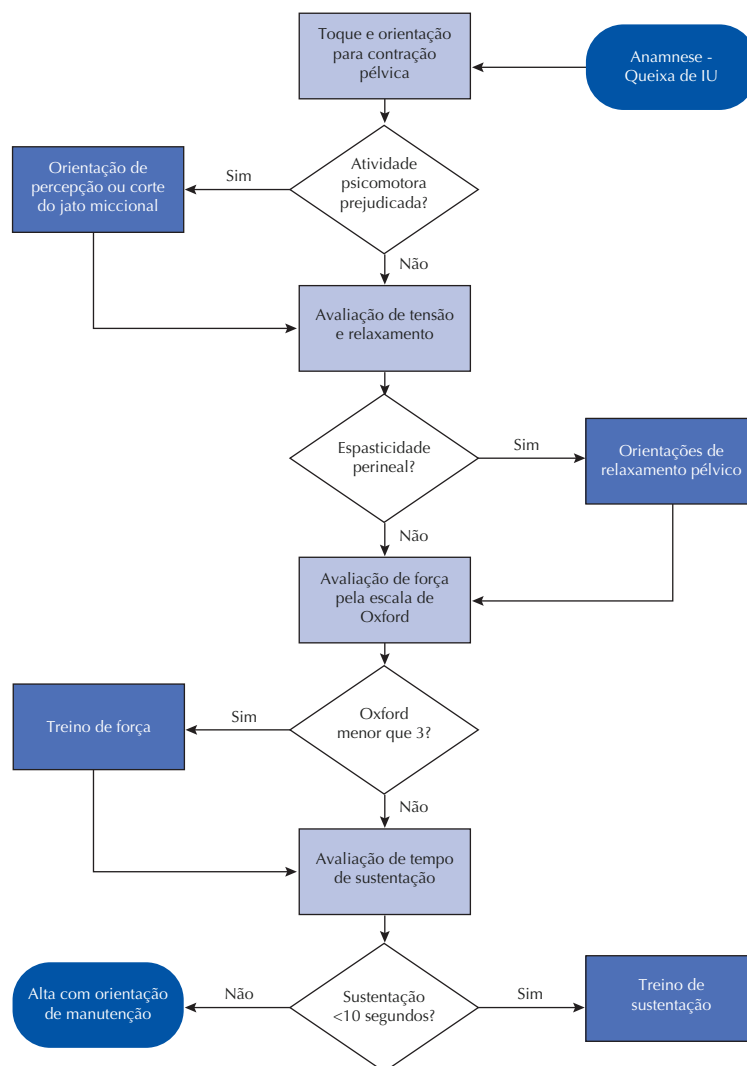 Toque e orientação
para contração
pélvica
Anamnese -
Queixa de IU
Atividade
psicomotora
prejudicada?
Sim
Orientação de
percepção ou corte
do jato miccional
Não
Avaliação de tensão
e relaxamento
Espasticidade
perineal?
Sim
Orientações de
relaxamento pélvico
Não
Avaliação de força
pela escala de
Oxford
Oxford
menor que 3?
Sim
Treino de força
Não
Avaliação de tempo
de sustentação
Sustentação
<10 segundos?
Não
Alta com orientação
de manutenção
Sim
Treino de
sustentação